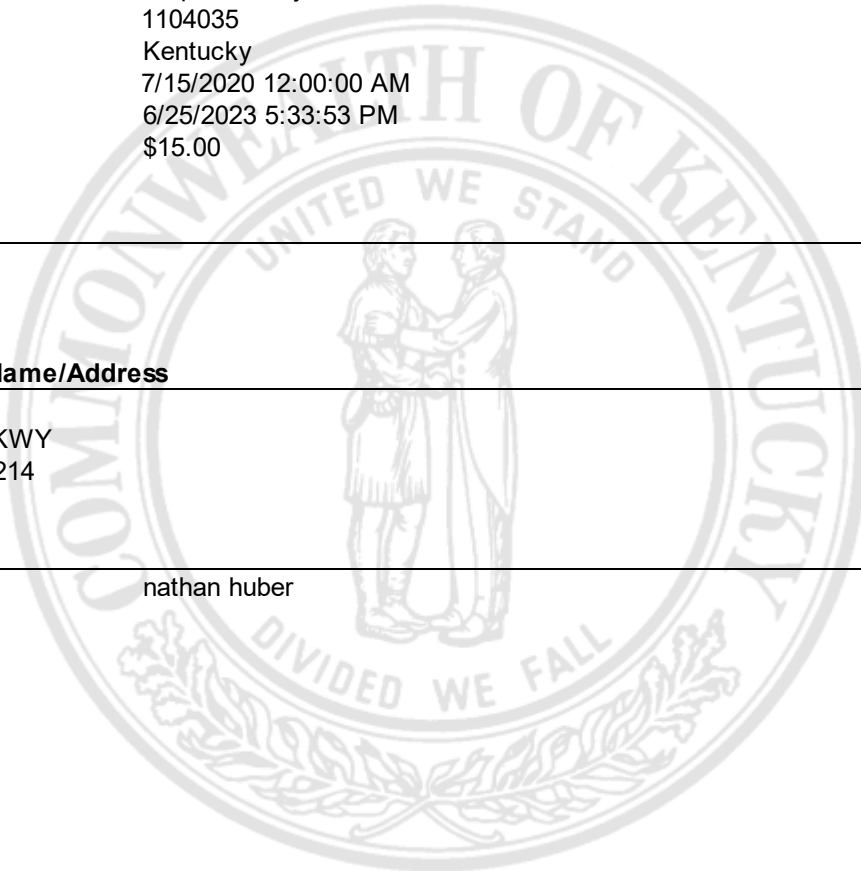 1104035
Kentucky
7/15/2020 12:00:00 AM
6/25/2023 5:33:53 PM
$15.00
COMMONWEALTH OF KENTUCKY
UNITED WE STAND
ame/Address
KWY
214
nathan huber
DIVIDED WE FALL